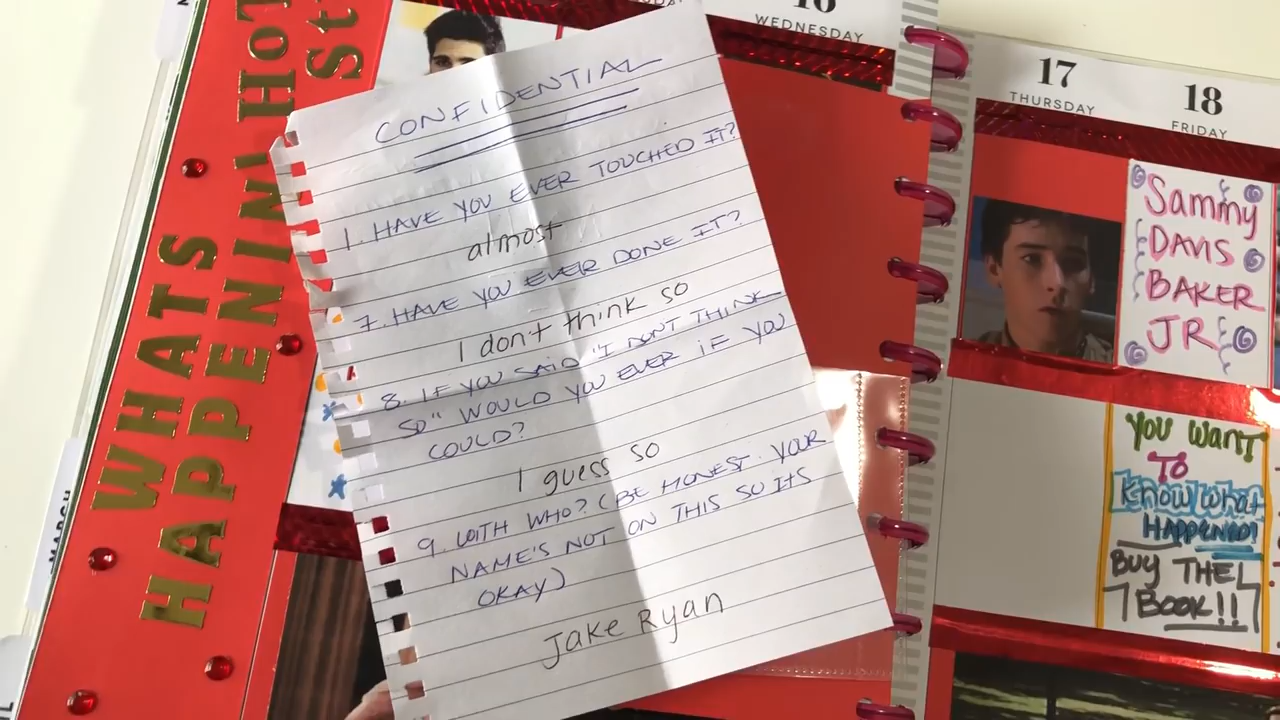 WHATS
HAPPENIN HOT
St
16
WEDNESDAY
17
THURSDAY
18
FRIDAY
CONFIDENTIAL
1. HAVE YOU EVER TOUCHED IT?
almost
7. HAVE YOU EVER DONE IT?
I don't think so
8. IF YOU SAID "I DON'T THINK
SO" WOULD YOU EVER IF YOU
COULD?
I guess so
9. WITH WHO? (BE HONEST. YOUR
NAME'S NOT ON THIS SO ITS
OKAY)
Jake Ryan
Sammy
DAVIS
BAKER
JR
YOU WANT
TO
Know what
HAPPENED!
BUY THE
BOOK!!
MARCH